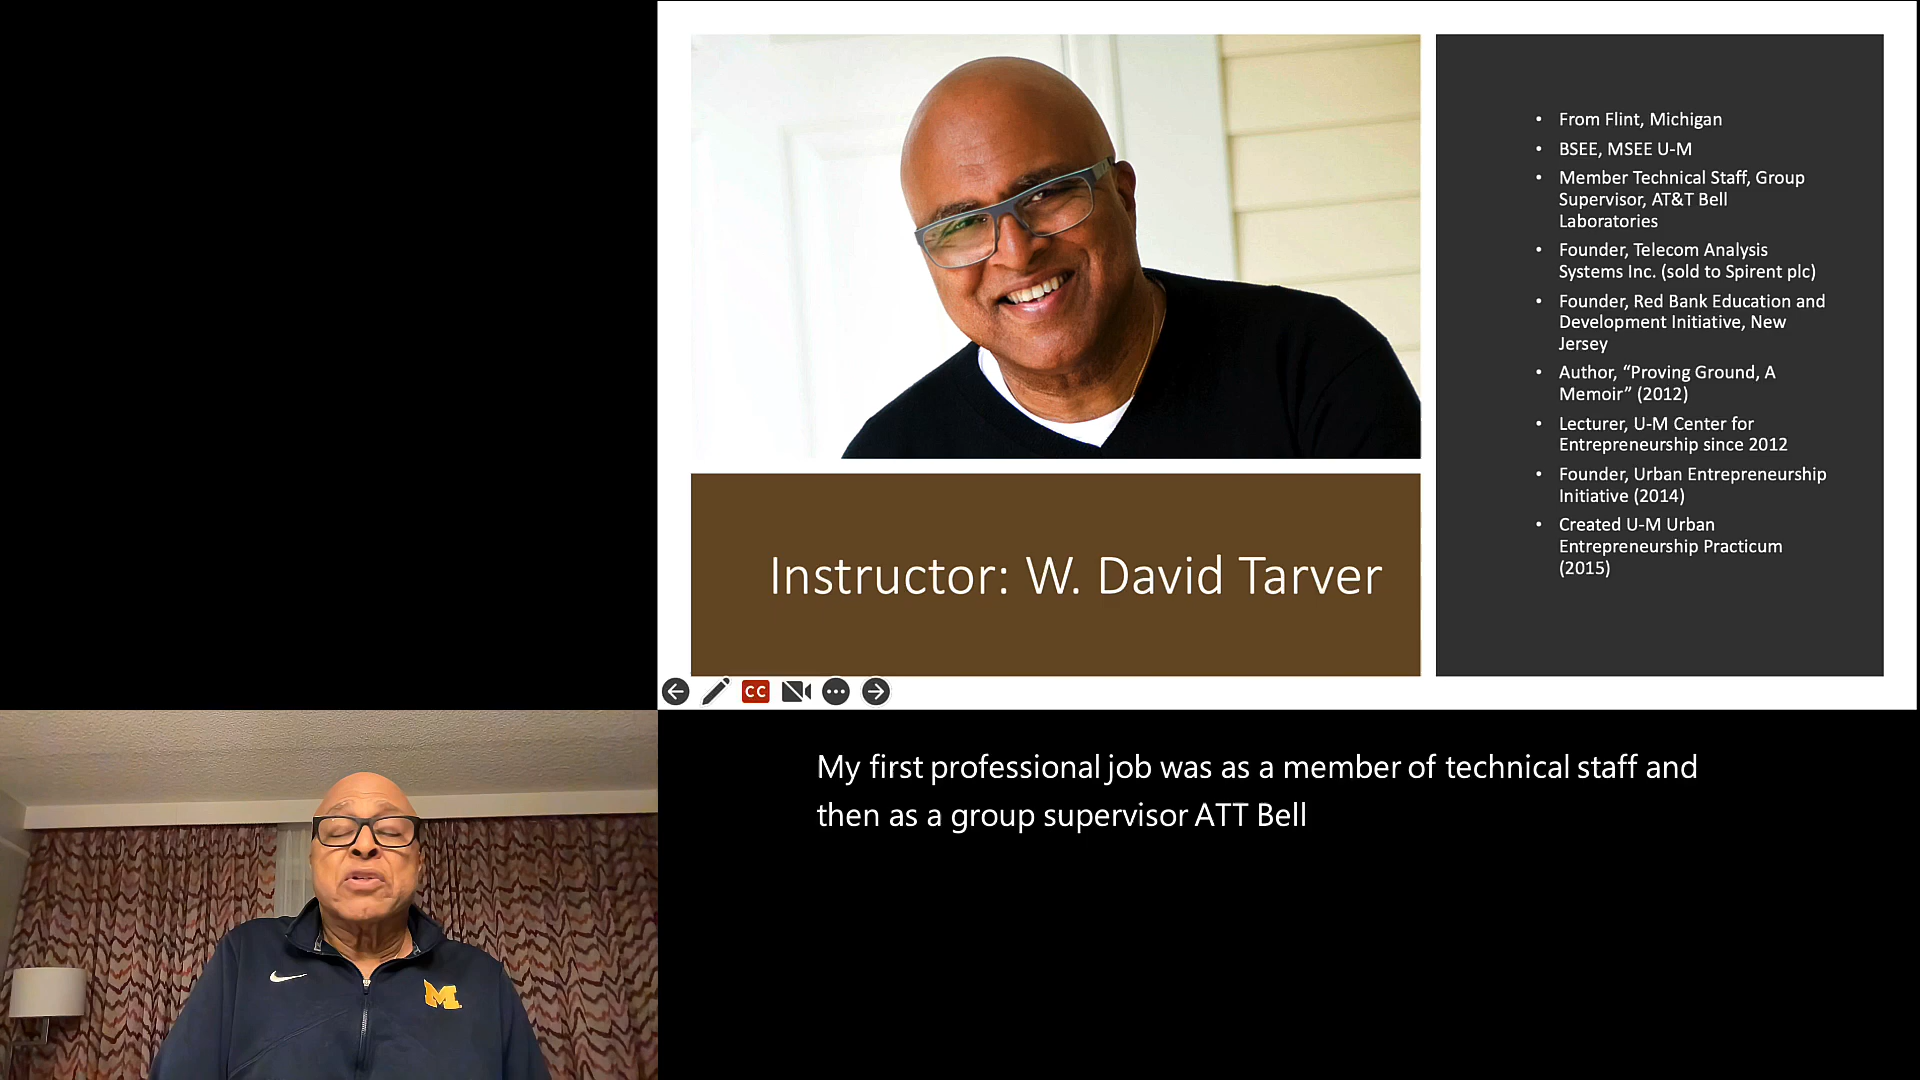 From Flint, Michigan
BSEE, MSEE U-M
Member Technical Staff, Group
Supervisor, AT&T Bell
Laboratories
Founder, Telecom Analysis
Systems Inc. (sold to Spirent plc)
Founder, Red Bank Education and
Development Initiative, New
Jersey
Author, “Proving Ground, A
Memoir” (2012)
Lecturer, U-M Center for
Entrepreneurship since 2012
Founder, Urban Entrepreneurship
Initiative (2014)
Created U-M Urban
Entrepreneurship Practicum
(2015)
Instructor: W. David Tarver
CC
My first professional job was as a member of technical staff and
then as a group supervisor ATT Bell
M